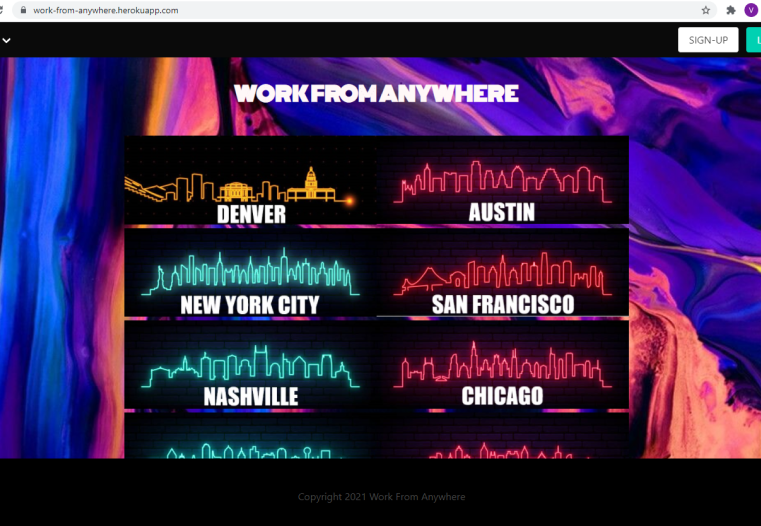 work-from-anywhere.herokuapp.com
V
SIGN-UP
WORK FROM ANYWHERE
DENVER
AUSTIN
NEW YORK CITY
SAN FRANCISCO
NASHVILLE
CHICAGO
Copyright 2021 Work From Anywhere